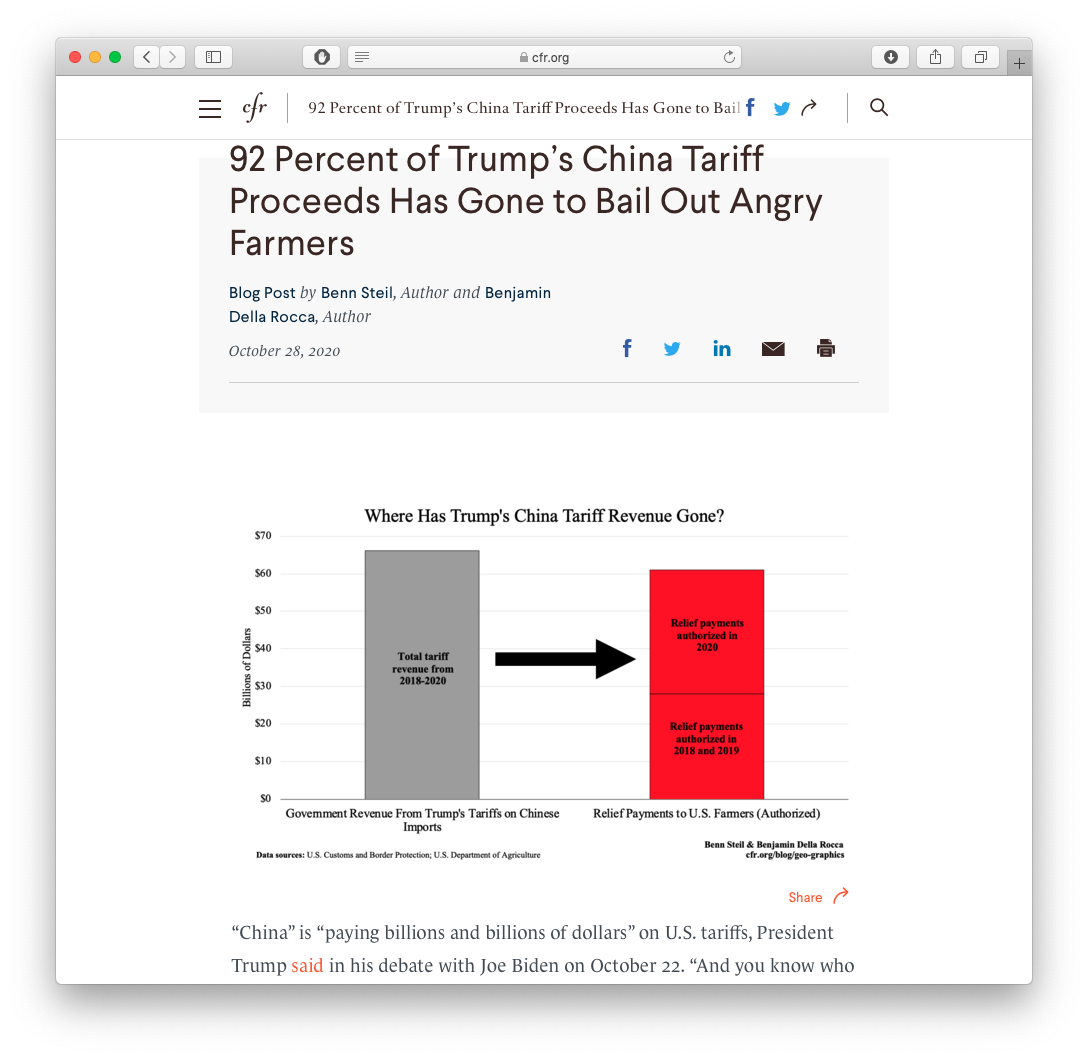 cfr.org
cfr
92 Percent of Trump's China Tariff Proceeds Has Gone to Bail
92 Percent of Trump's China Tariff
Proceeds Has Gone to Bail Out Angry
Farmers
Blog Post by Benn Steil, Author and Benjamin
Della Rocca, Author
October 28, 2020
Where Has Trump's China Tariff Revenue Gone?
Billions of Dollars
$70
$60
$50
$40
$30
$20
$10
$0
Total tariff
revenue from
2018-2020
Relief payments
authorized in
2020
Relief payments
authorized in
2018 and 2019
Government Revenue From Trump's Tariffs on Chinese
Imports
Relief Payments to U.S. Farmers (Authorized)
Benn Steil & Benjamin Della Rocca
cfr.org/blog/geo-graphics
Data sources: U.S. Customs and Border Protection; U.S. Department of Agriculture
Share
“China” is “paying billions and billions of dollars” on U.S. tariffs, President
Trump said in his debate with Joe Biden on October 22. “And you know who